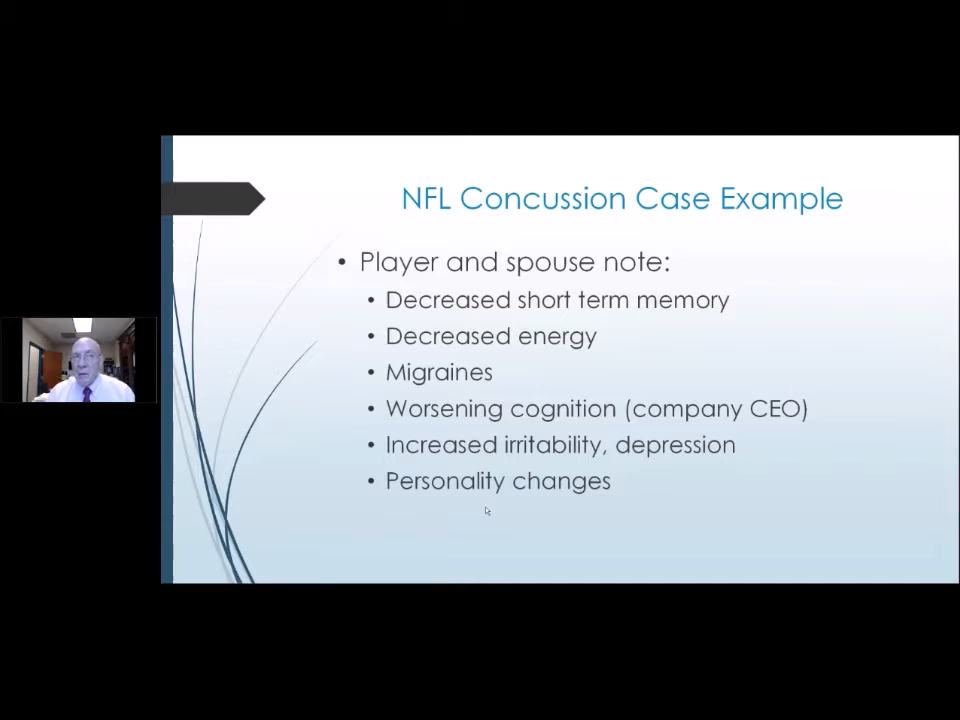 NFL Concussion Case Example
• Player and spouse note:
• Decreased short term memory
• Decreased energy
• Migraines
• Worsening cognition (company CEO)
• Increased irritability, depression
• Personality changes